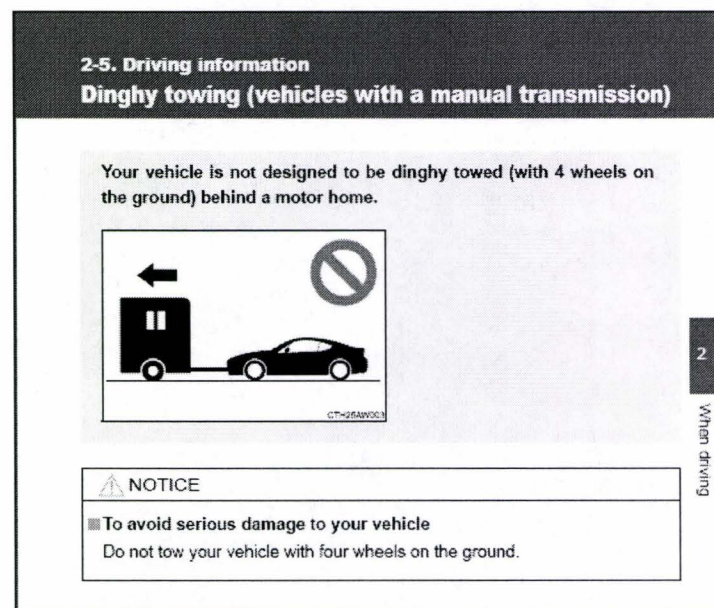 2-5. Driving information
Dinghy towing (vehicles with a manual transmission)
Your vehicle is not designed to be dinghy towed (with 4 wheels on
the ground) behind a motor home.
CTH25AW003
2
When driving
NOTICE
To avoid serious damage to your vehicle
Do not tow your vehicle with four wheels on the ground.